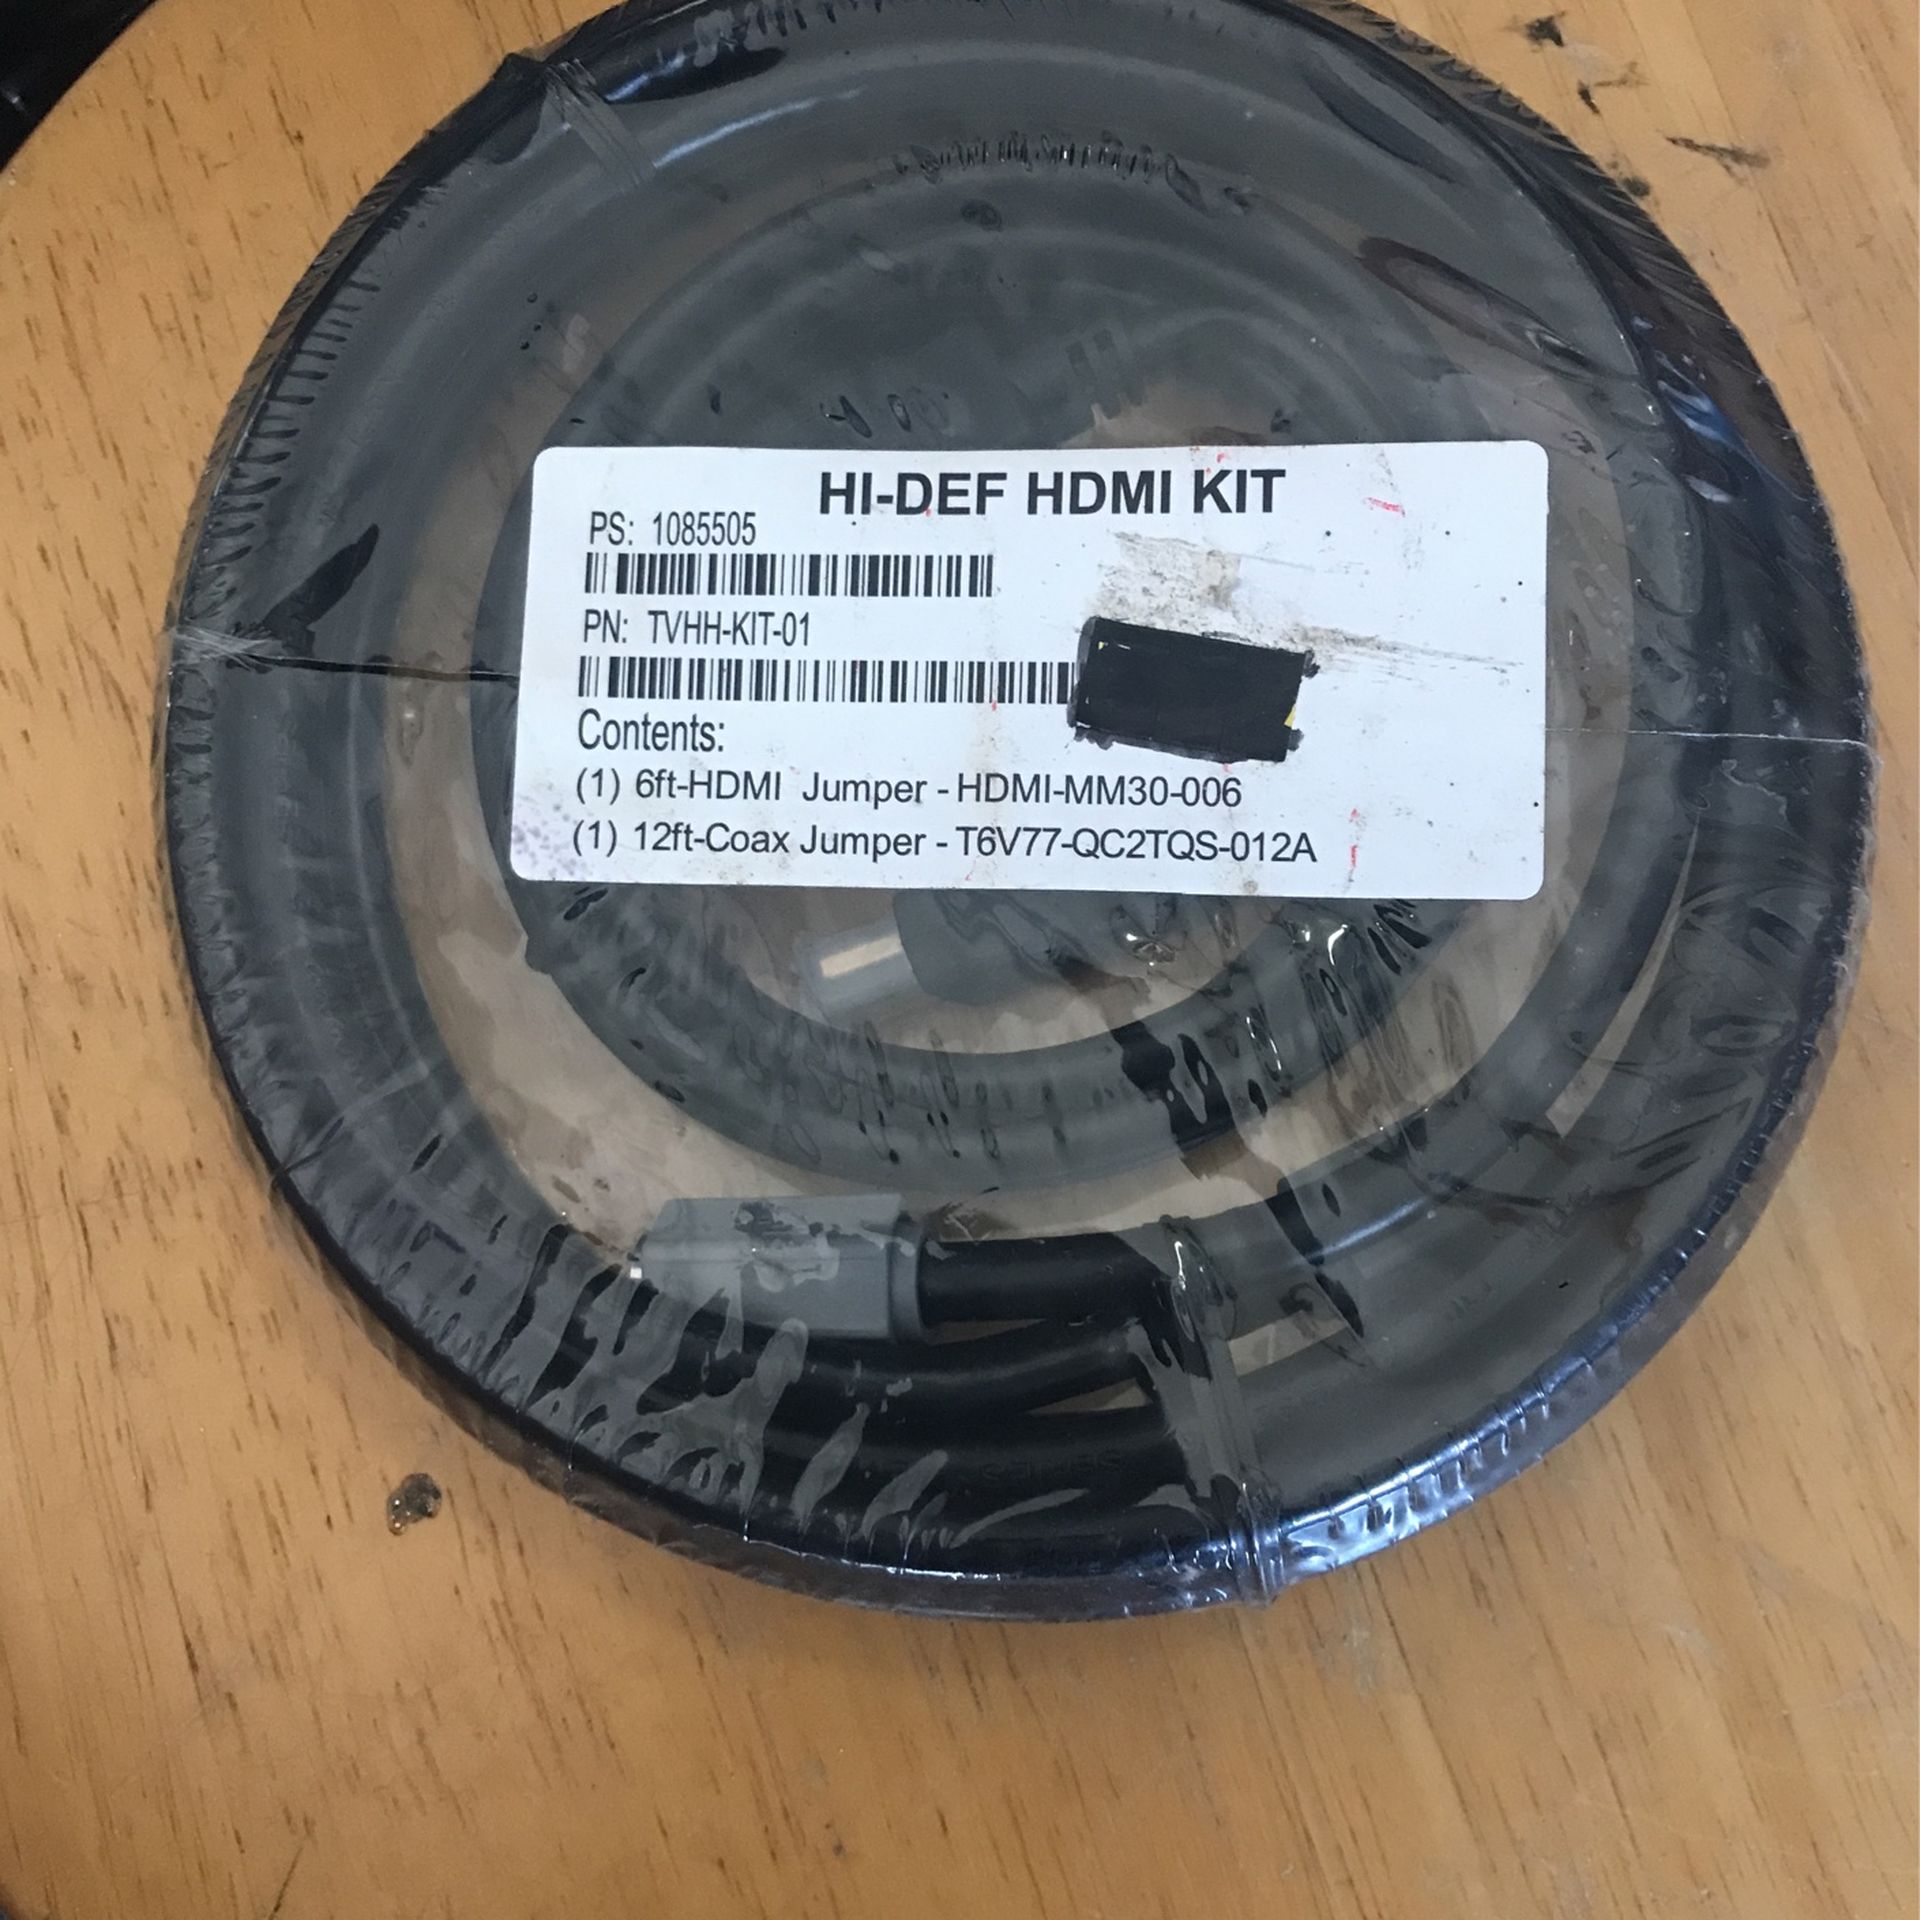 HI-DEF HDMI KIT
PS: 1085505
PN: TVHH-KIT-01
Contents:
(1) 6ft-HDMI Jumper - HDMI-MM30-006
(1) 12ft-Coax Jumper - T6V77-QC2TQS-012A